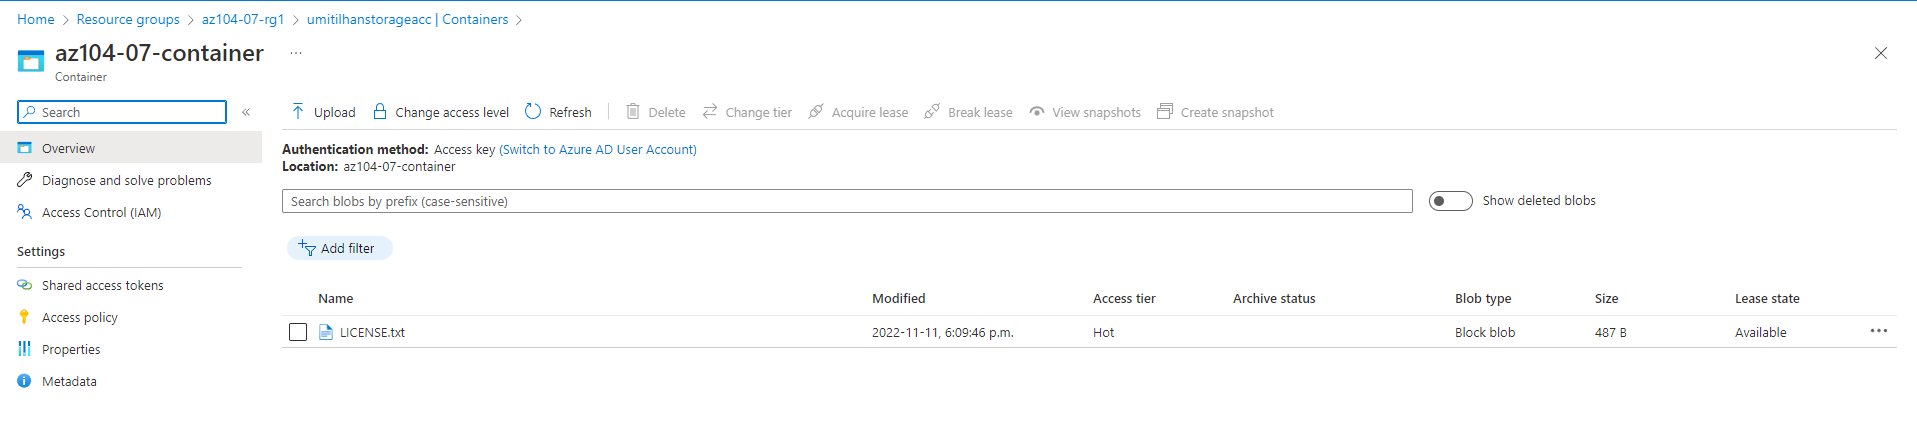 Home > Resource groups > az104-07-rg1 > umitilhanstorageacc | Containers >
az104-07-container ...
Container
Search «
Upload Change access level Refresh Delete Change tier Acquire lease Break lease View snapshots Create snapshot
Overview
Diagnose and solve problems
Access Control (IAM)
Settings
Shared access tokens
Access policy
Properties
Metadata
Authentication method: Access key (Switch to Azure AD User Account)
Location: az104-07-container
Search blobs by prefix (case-sensitive) Show deleted blobs
Add filter
Name Modified Access tier Archive status Blob type Size Lease state
LICENSE.txt 2022-11-11, 6:09:46 p.m. Hot Block blob 487 B Available ...